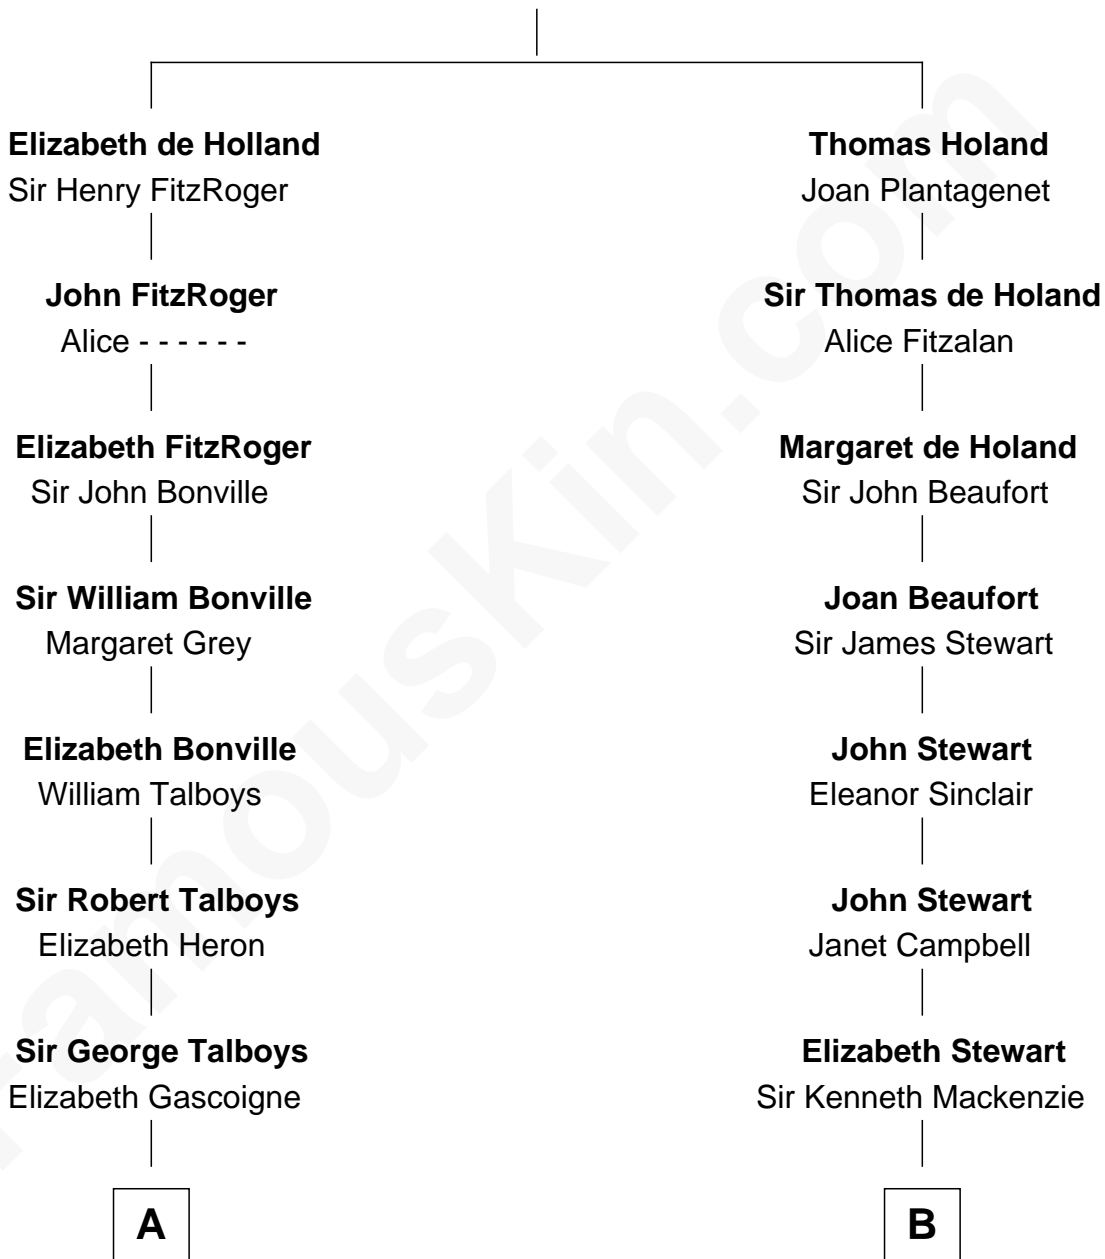 Elizabeth de Holland
Sir Henry FitzRoger
John FitzRoger
Alice - - - - - -
Elizabeth FitzRoger
Sir John Bonville
Sir William Bonville
Margaret Grey
Elizabeth Bonville
William Talboys
Sir Robert Talboys
Elizabeth Heron
Sir George Talboys
Elizabeth Gascoigne
A
Thomas Holand
Joan Plantagenet
Sir Thomas de Holand
Alice Fitzalan
Margaret de Holand
Sir John Beaufort
Joan Beaufort
Sir James Stewart
John Stewart
Eleanor Sinclair
John Stewart
Janet Campbell
Elizabeth Stewart
Sir Kenneth Mackenzie
B
FamousKin.com